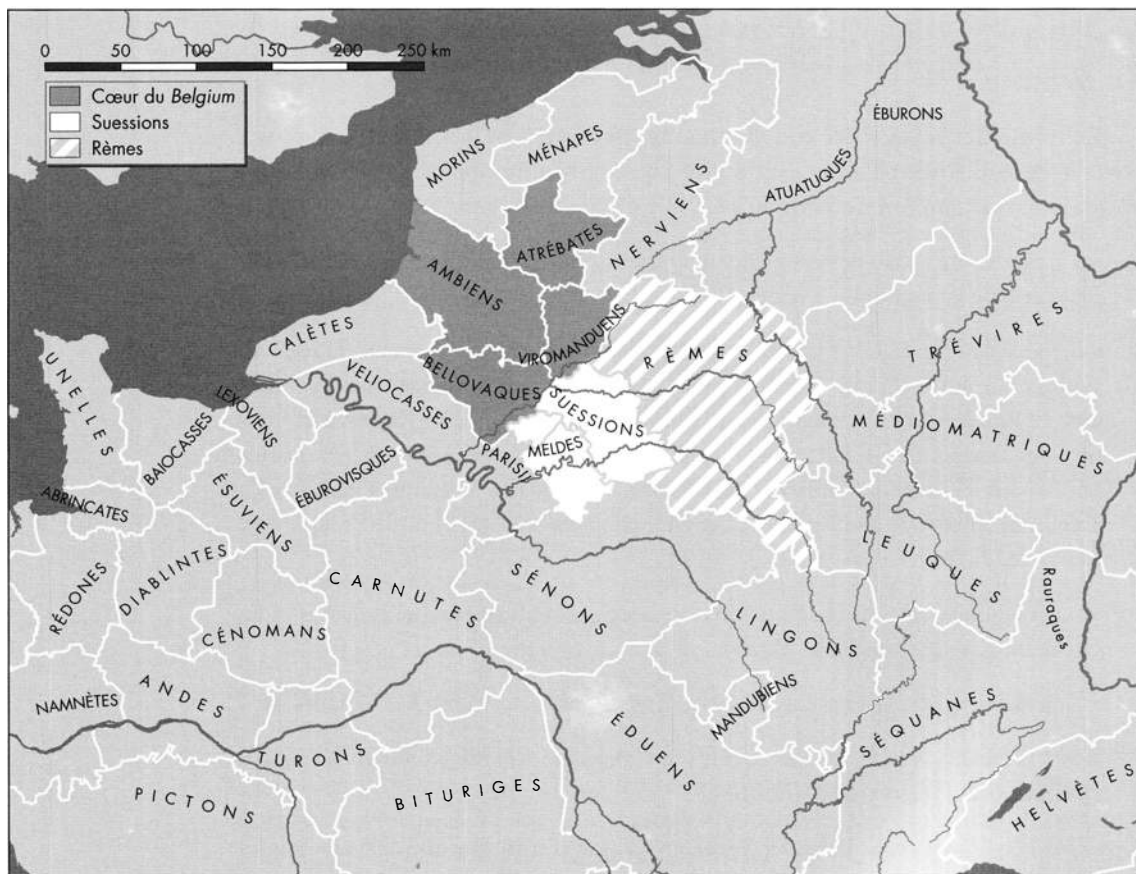 0 50 100 150 200 250 km
Cœur du Belgium
Suessions
Rèmes
ÉBURONS
MÉNAPES
MORINS
ATUATUQUES
NERVIENS
ATRÉBATES
AMBIENS
VIROMANDUENS
CALÈTES
RÈMES
TRÉVIRES
UNELLES
LEXOVIENS
VELIOCASSES
BELLOVAQUES
SUESSIONS
MÉDIOMATRIQUES
BAIOCASSES
PARISII
MELDES
ÉBUROVISQUES
ABRINCATES
ÉSUVIENS
LEUQUES
RÈDONES
DIABLINTES
CARNUTES
SÉNONS
Rauraques
CÉNOMANS
LINGONS
NAMNÈTES
ANDES
MANDUBIENS
SÉQUANES
TURONS
ÉDUENS
PICTONS
BITURIGES
HELVÈTES